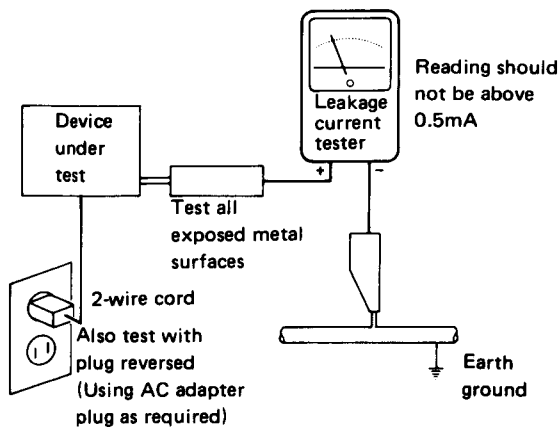 Device
under
test
Leakage
current
tester
+ −
Reading should
not be above
0.5mA
Test all
exposed metal
surfaces
2-wire cord
Also test with
plug reversed
(Using AC adapter
plug as required)
Earth
ground